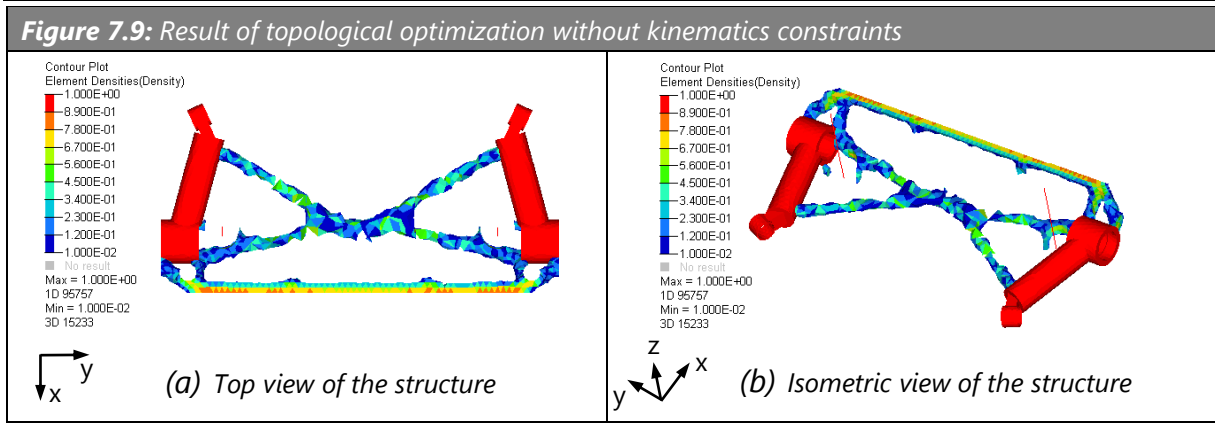 Figure 7.9: Result of topological optimization without kinematics constraints
Contour Plot
Element Densities(Density)
1.000E+00
8.900E-01
7.800E-01
6.700E-01
5.600E-01
4.500E-01
3.400E-01
2.300E-01
1.200E-01
1.000E-02
No result
Max = 1.000E+00
1D 95757
Min = 1.000E-02
3D 15233
y
x
(a) Top view of the structure
Contour Plot
Element Densities(Density)
1.000E+00
8.900E-01
7.800E-01
6.700E-01
5.600E-01
4.500E-01
3.400E-01
2.300E-01
1.200E-01
1.000E-02
No result
Max = 1.000E+00
1D 95757
Min = 1.000E-02
3D 15233
z
x
y
(b) Isometric view of the structure